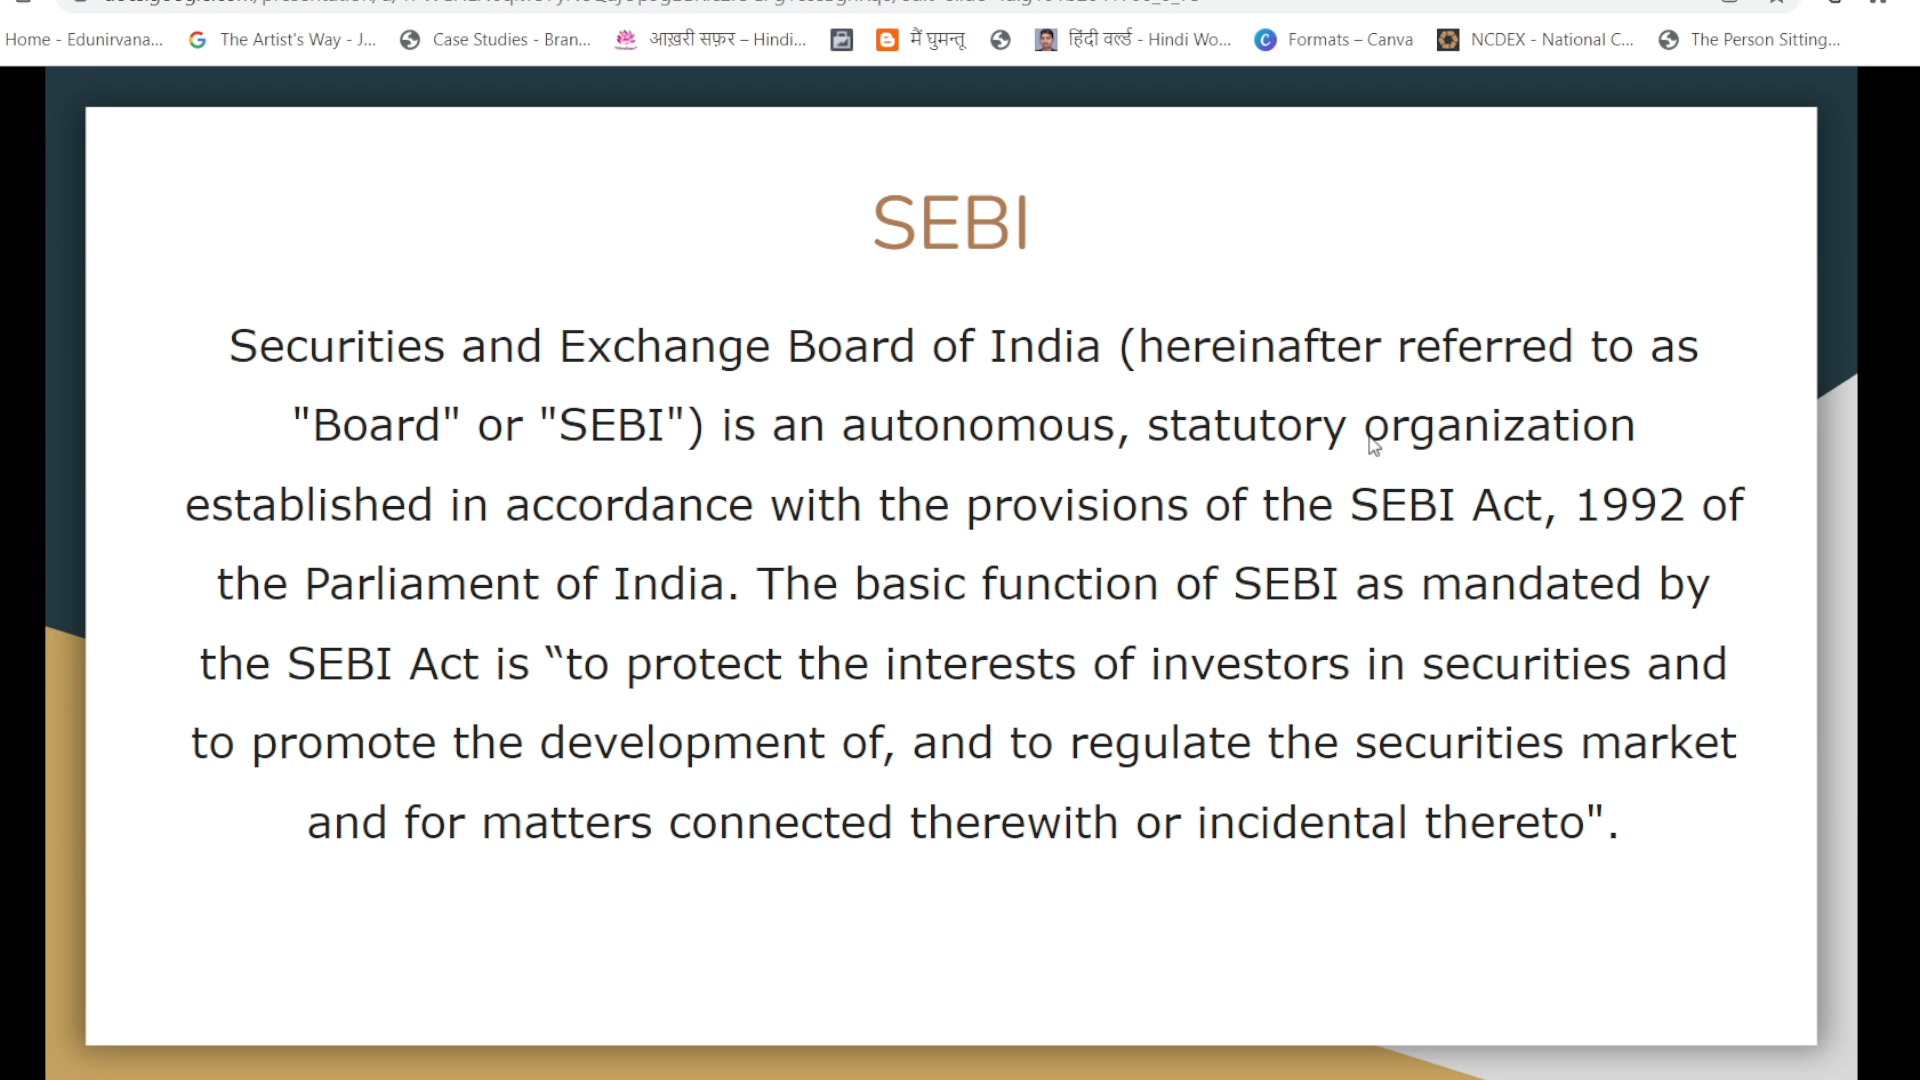 Home - Edunirvana... The Artist's Way - J... Case Studies - Bran... आख़री सफ़र – Hindi... मैं घुमन्तू हिंदी वर्ल्ड - Hindi Wo... Formats – Canva NCDEX - National C... The Person Sitting...
SEBI
Securities and Exchange Board of India (hereinafter referred to as
"Board" or "SEBI") is an autonomous, statutory organization
established in accordance with the provisions of the SEBI Act, 1992 of
the Parliament of India. The basic function of SEBI as mandated by
the SEBI Act is “to protect the interests of investors in securities and
to promote the development of, and to regulate the securities market
and for matters connected therewith or incidental thereto".